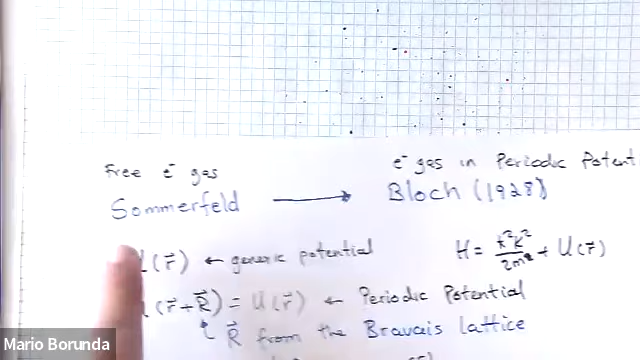 Free e⁻ gas
e⁻ gas in Periodic Potent
Sommerfeld → Bloch (1928)
(r⃗) ← generic potential
H = ħ²k²/2m + U(r⃗)
(r⃗+R⃗) = U(r⃗) ← Periodic Potential
R⃗ from the Bravais lattice
Mario Borunda